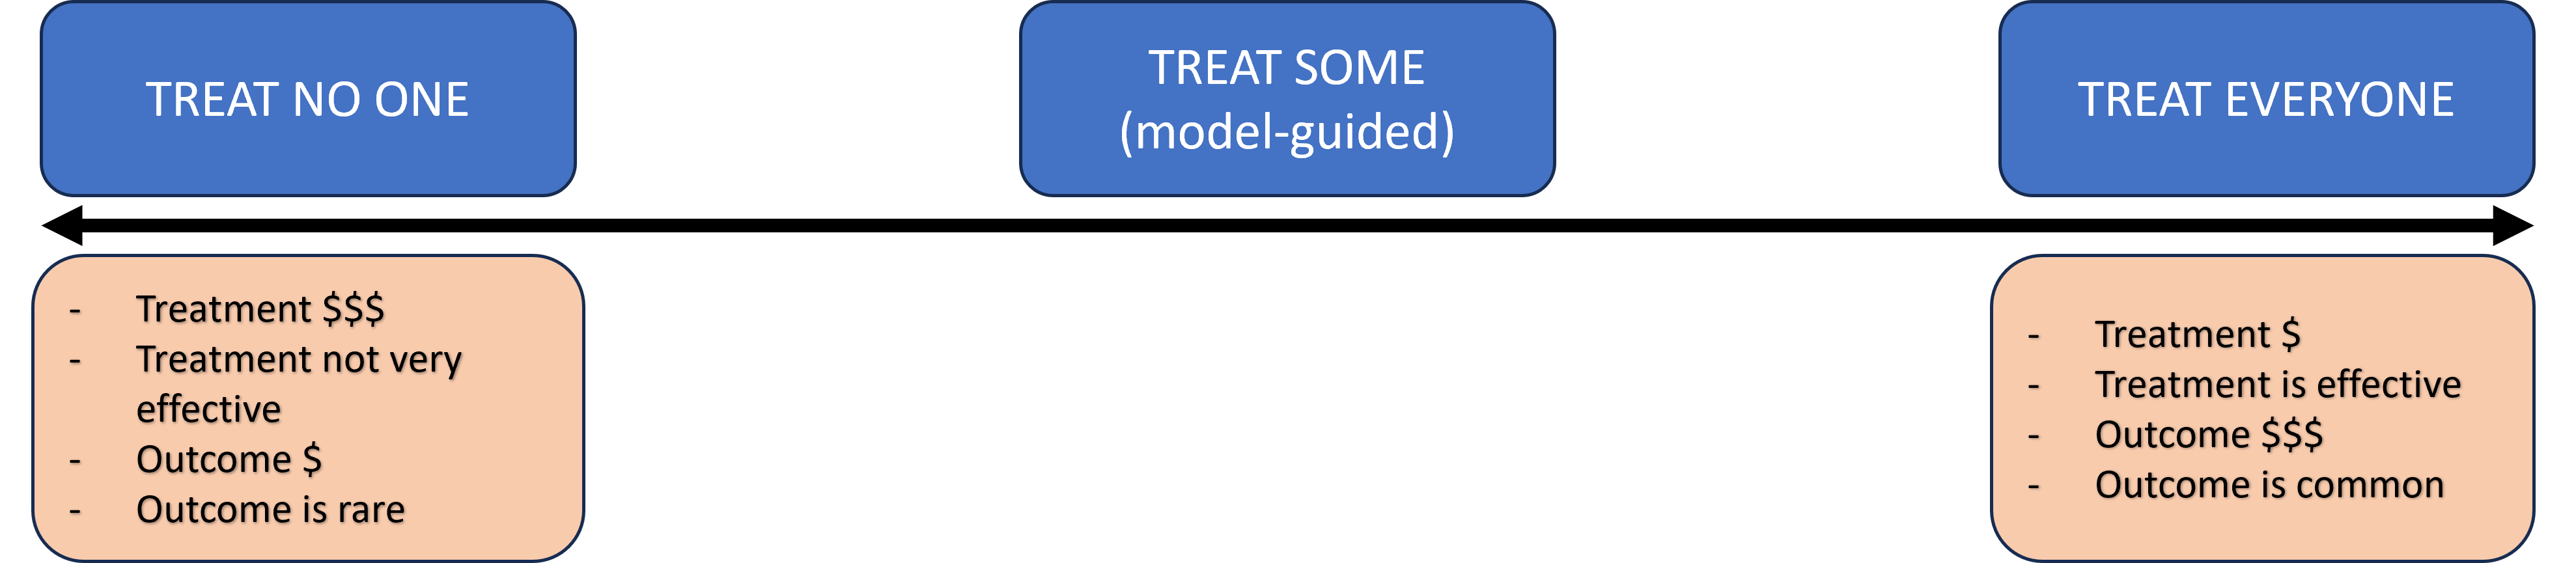 TREAT NO ONE
TREAT SOME
(model-guided)
TREAT EVERYONE
- Treatment $$$
- Treatment not very
effective
- Outcome $
- Outcome is rare
- Treatment $
- Treatment is effective
- Outcome $$$
- Outcome is common